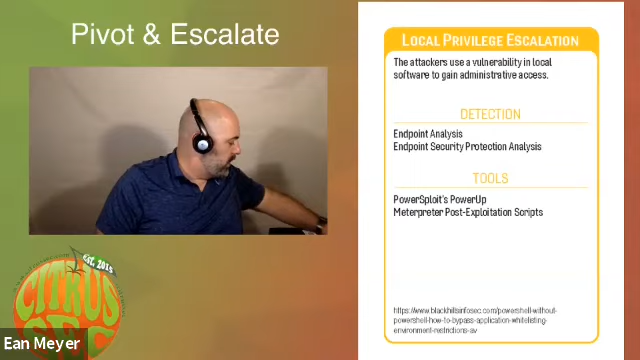 Pivot & Escalate
LOCAL PRIVILEGE ESCALATION
The attackers use a vulnerability in local
software to gain administrative access.
DETECTION
Endpoint Analysis
Endpoint Security Protection Analysis
TOOLS
PowerSploit's PowerUp
Meterpreter Post-Exploitation Scripts
https://www.blackhillsinfosec.com/powershell-without-
powershell-how-to-bypass-application-whitelisting-
environment-restrictions-av
EST. 2015
CITRUS
SEC
Ean Meyer